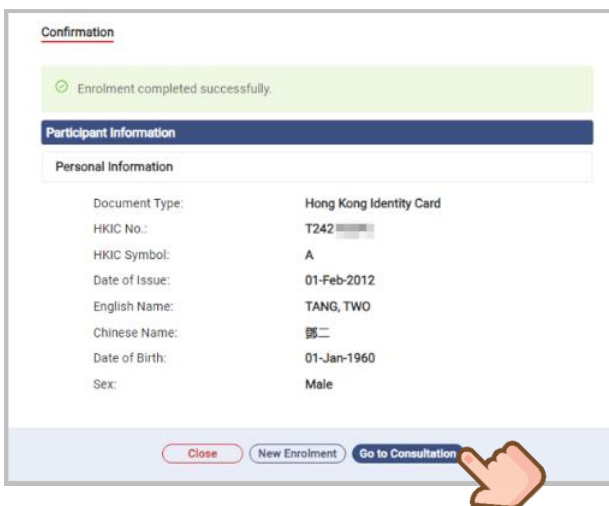 Confirmation
Enrolment completed successfully.
Participant Information
Personal Information
Document Type: Hong Kong Identity Card
HKIC No.: T242
HKIC Symbol: A
Date of Issue: 01-Feb-2012
English Name: TANG, TWO
Chinese Name: 鄧二
Date of Birth: 01-Jan-1960
Sex: Male
Close New Enrolment Go to Consultation